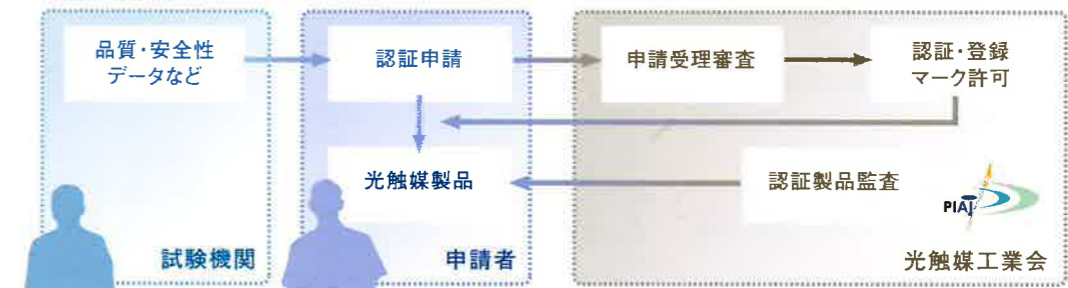 品質・安全性
データなど
認証申請
申請受理審査
認証・登録
マーク許可
光触媒製品
認証製品監査
PIAJ
試験機関
申請者
光触媒工業会